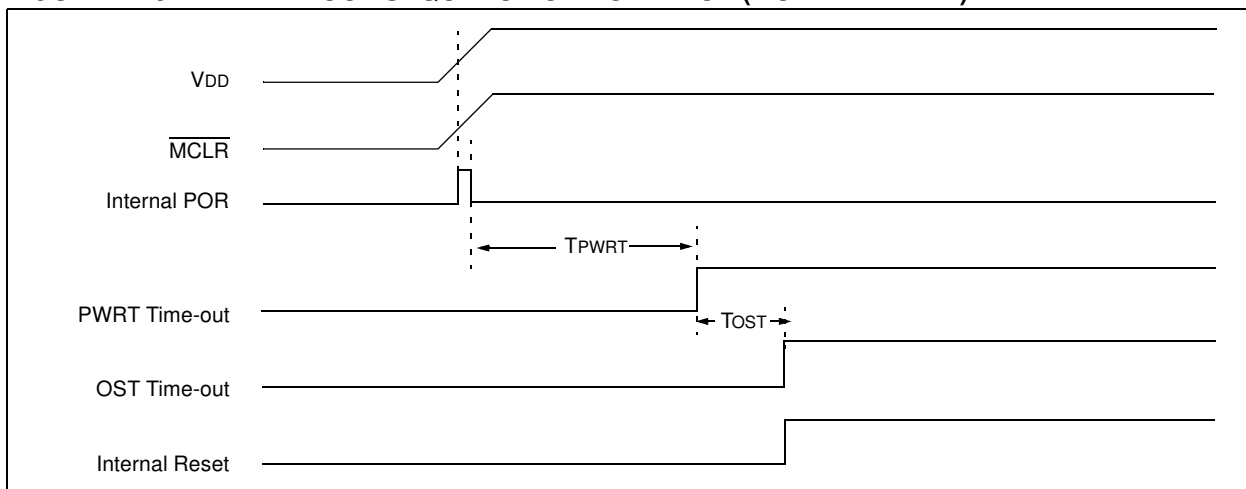 VDD
MCLR
Internal POR
TPWRT
PWRT Time-out
TOST
OST Time-out
Internal Reset